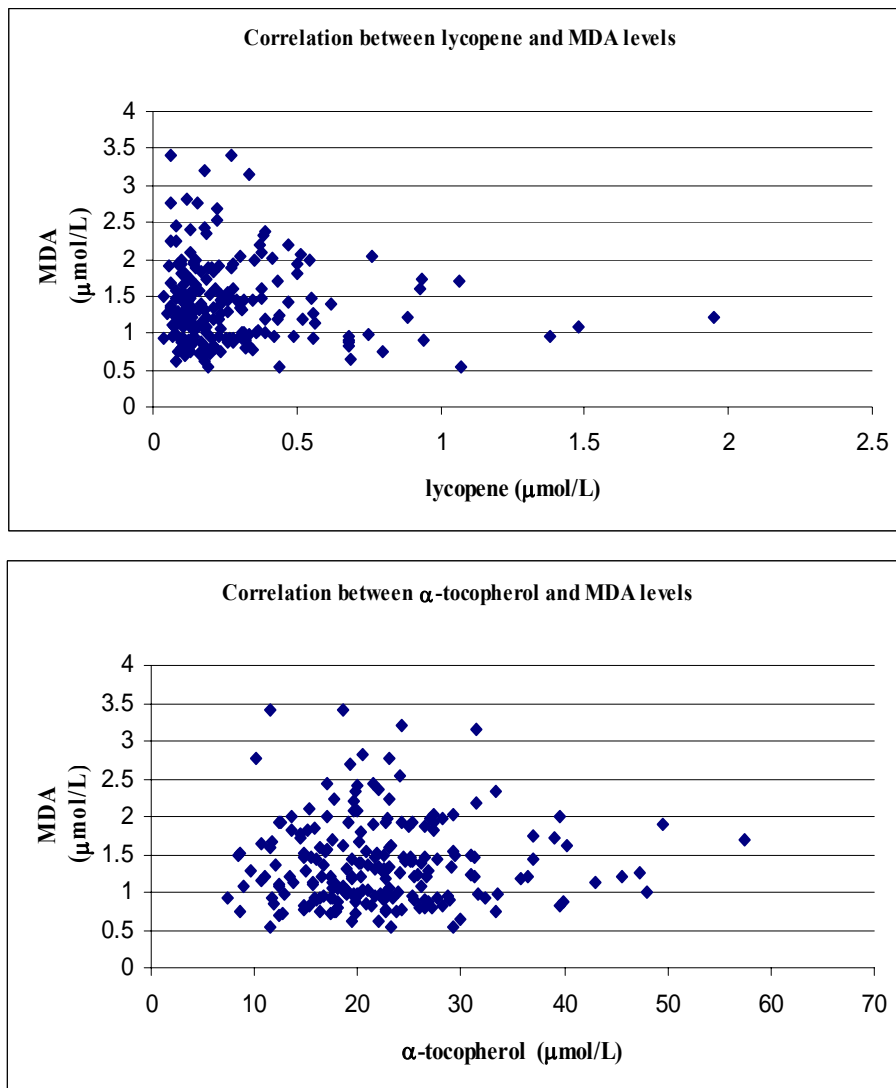 Correlation between lycopene and MDA levels
MDA
(μmol/L)
4
3.5
3
2.5
2
1.5
1
0.5
0
0 0.5 1 1.5 2 2.5
lycopene (μmol/L)
Correlation between α-tocopherol and MDA levels
MDA
(μmol/L)
4
3.5
3
2.5
2
1.5
1
0.5
0
0 10 20 30 40 50 60 70
α-tocopherol (μmol/L)